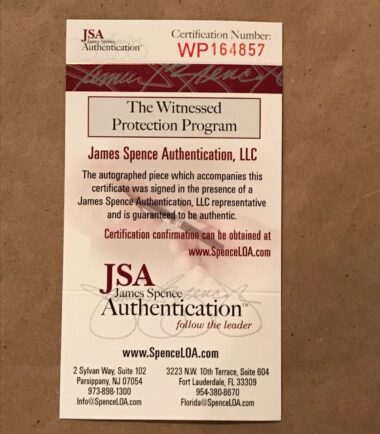 JSA
James Spence
Authentication™
Certification Number:
WP164857
The Witnessed
Protection Program
James Spence Authentication, LLC
The autographed piece which accompanies this
certificate was signed in the presence of a
James Spence Authentication, LLC representative
and is guaranteed to be authentic.
Certification confirmation can be obtained at
www.SpenceLOA.com
JSA
James Spence
Authentication™
follow the leader
www.SpenceLOA.com
2 Sylvan Way, Suite 102
Parsippany, NJ 07054
973-898-1300
Info@SpenceLOA.com
3223 N.W. 10th Terrace, Suite 604
Fort Lauderdale, FL 33309
954-380-8670
Florida@SpenceLOA.com